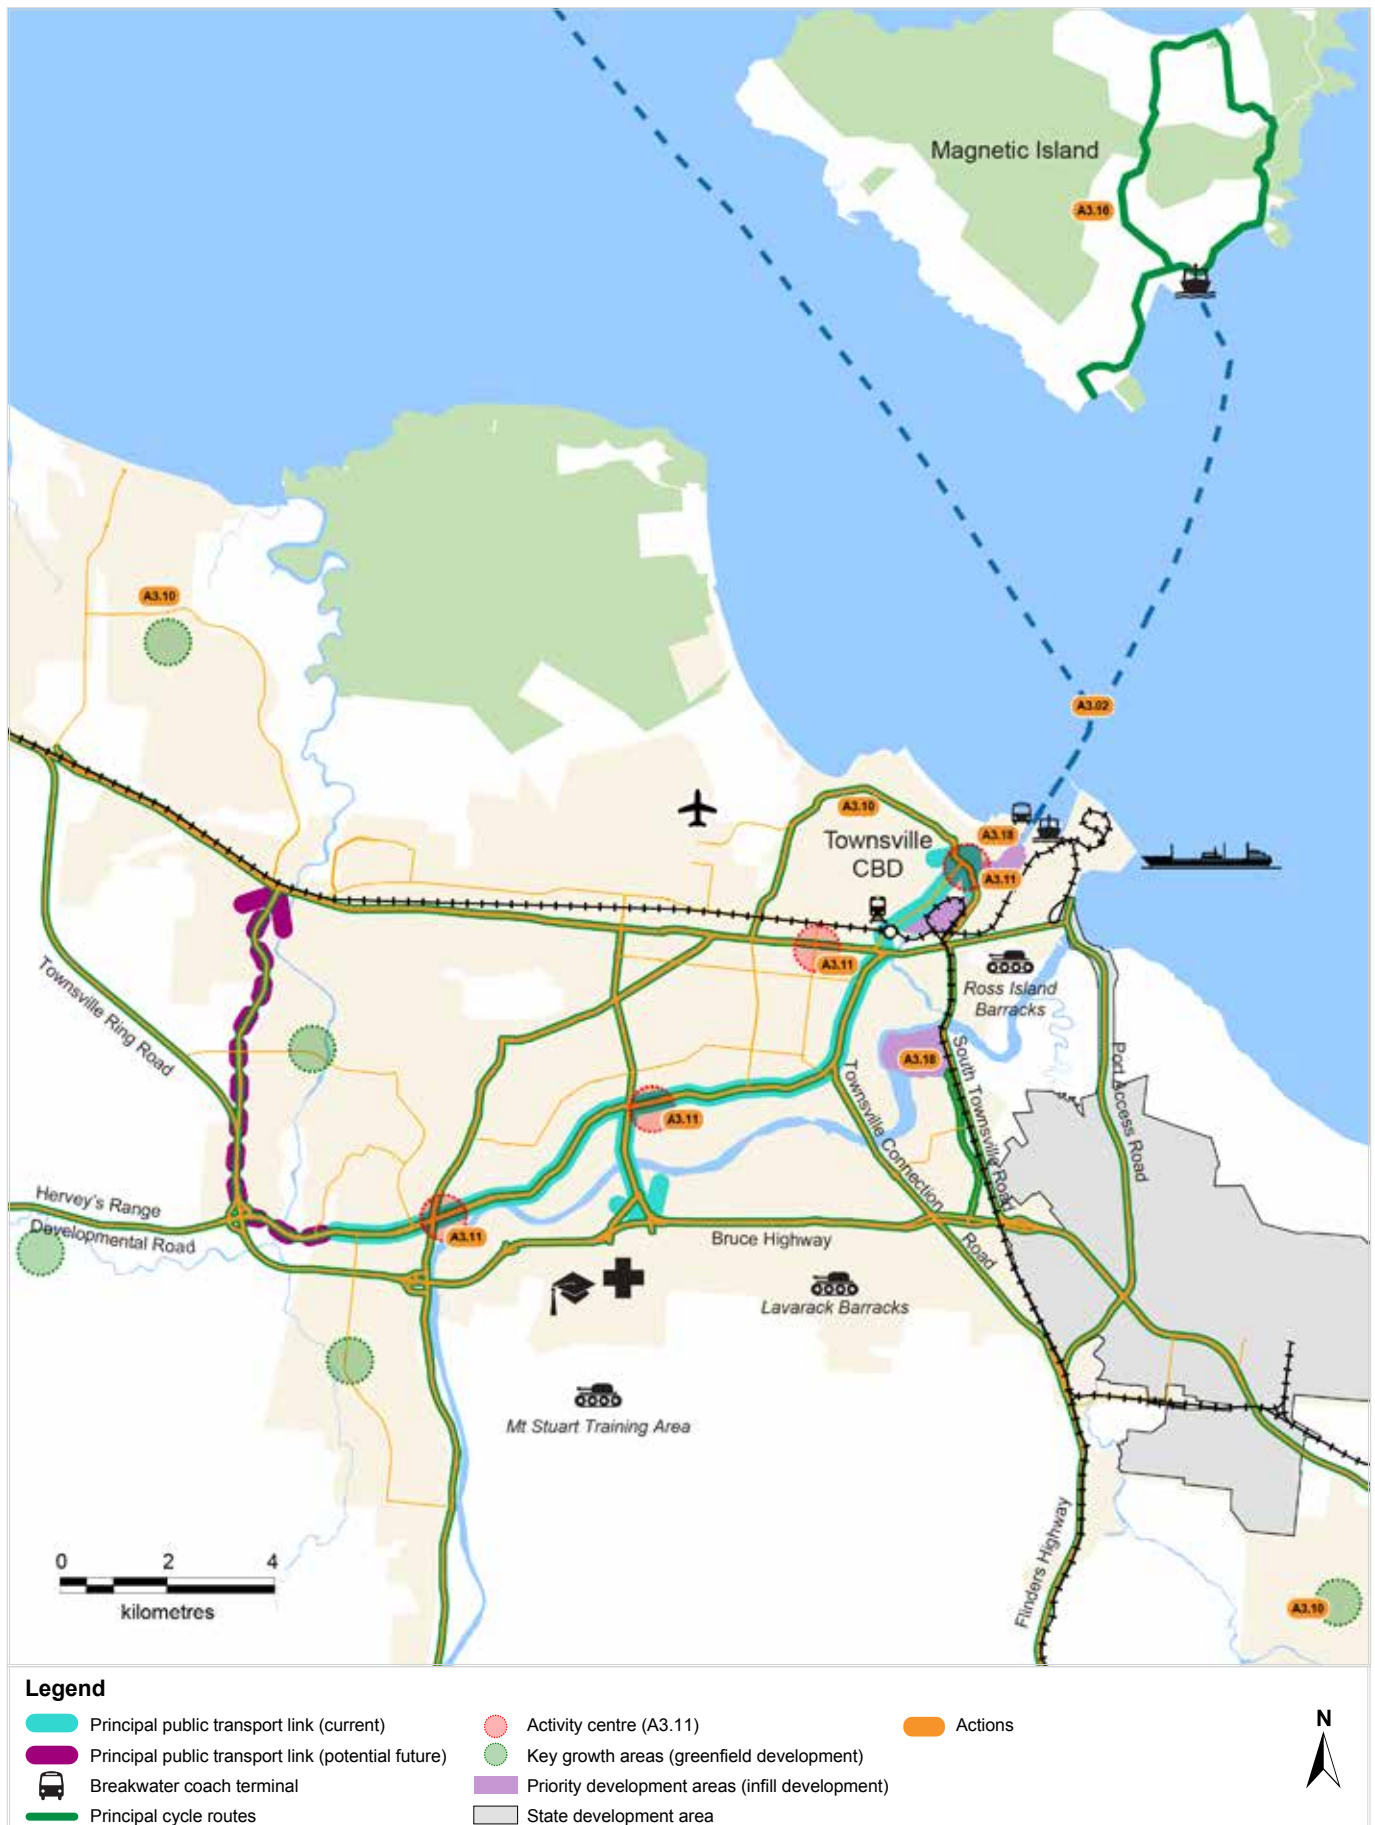 Magnetic Island
A3.10
A3.10
A3.02
A3.10
Townsville
CBD
A3.18
A3.11
A3.11
Ross Island
Barracks
Townsville Ring Road
A3.18
South Townsville Road
Port Access Road
Townsville Connection
Road
A3.11
Hervey's Range
Developmental Road
A3.11
Bruce Highway
Lavarack Barracks
Mt Stuart Training Area
Flinders Highway
A3.10
0 2 4
kilometres
Legend
Principal public transport link (current)
Principal public transport link (potential future)
Breakwater coach terminal
Principal cycle routes
Activity centre (A3.11)
Key growth areas (greenfield development)
Priority development areas (infill development)
State development area
Actions
N